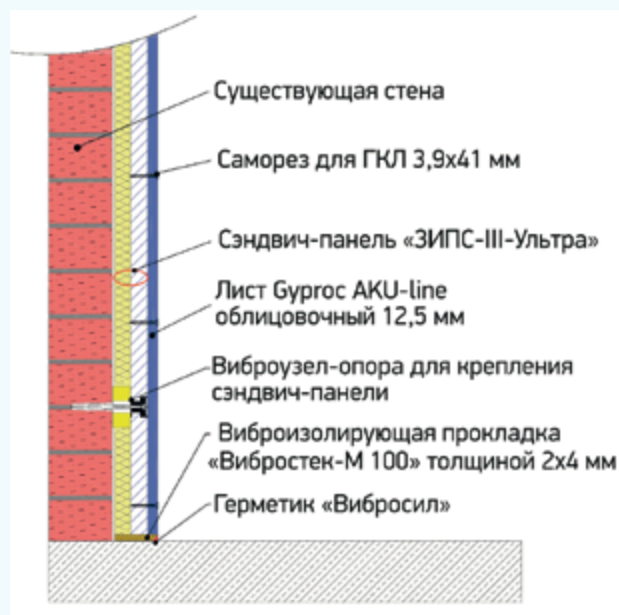 Существующая стена
Саморез для ГКЛ 3,9х41 мм
Сэндвич-панель «ЗИПС-III-Ультра»
Лист Gyproc AKU-line
облицовочный 12,5 мм
Виброузел-опора для крепления
сэндвич-панели
Виброизолирующая прокладка
«Вибростек-М 100» толщиной 2х4 мм
Герметик «Вибросил»